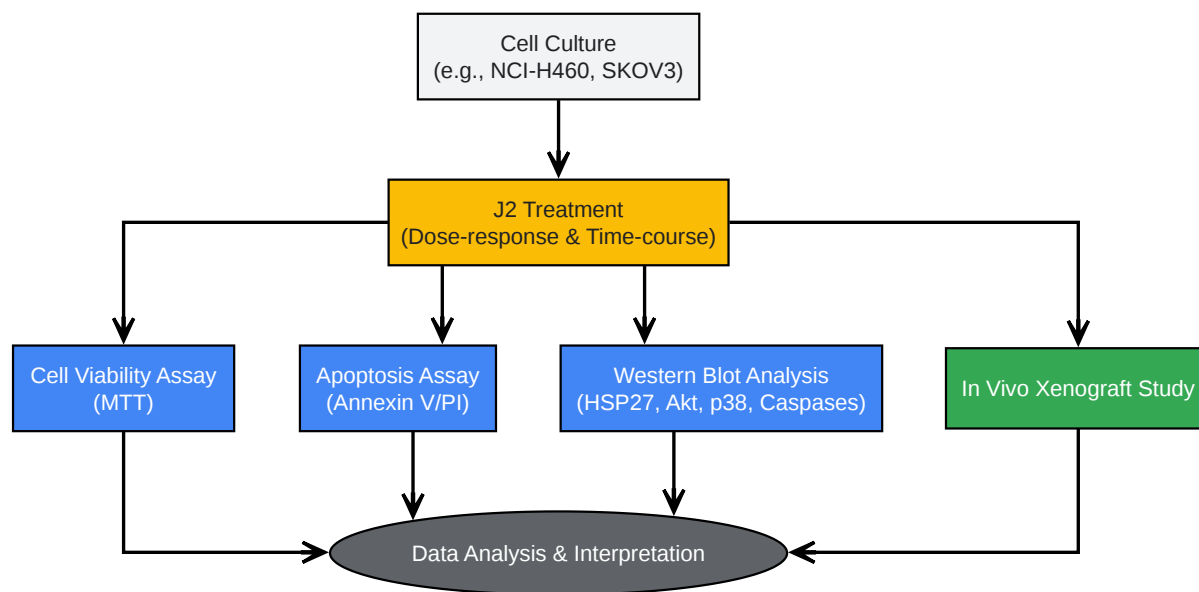 Cell Culture
(e.g., NCI-H460, SKOV3)
J2 Treatment
(Dose-response & Time-course)
Cell Viability Assay
(MTT)
Apoptosis Assay
(Annexin V/PI)
Western Blot Analysis
(HSP27, Akt, p38, Caspases)
In Vivo Xenograft Study
Data Analysis & Interpretation